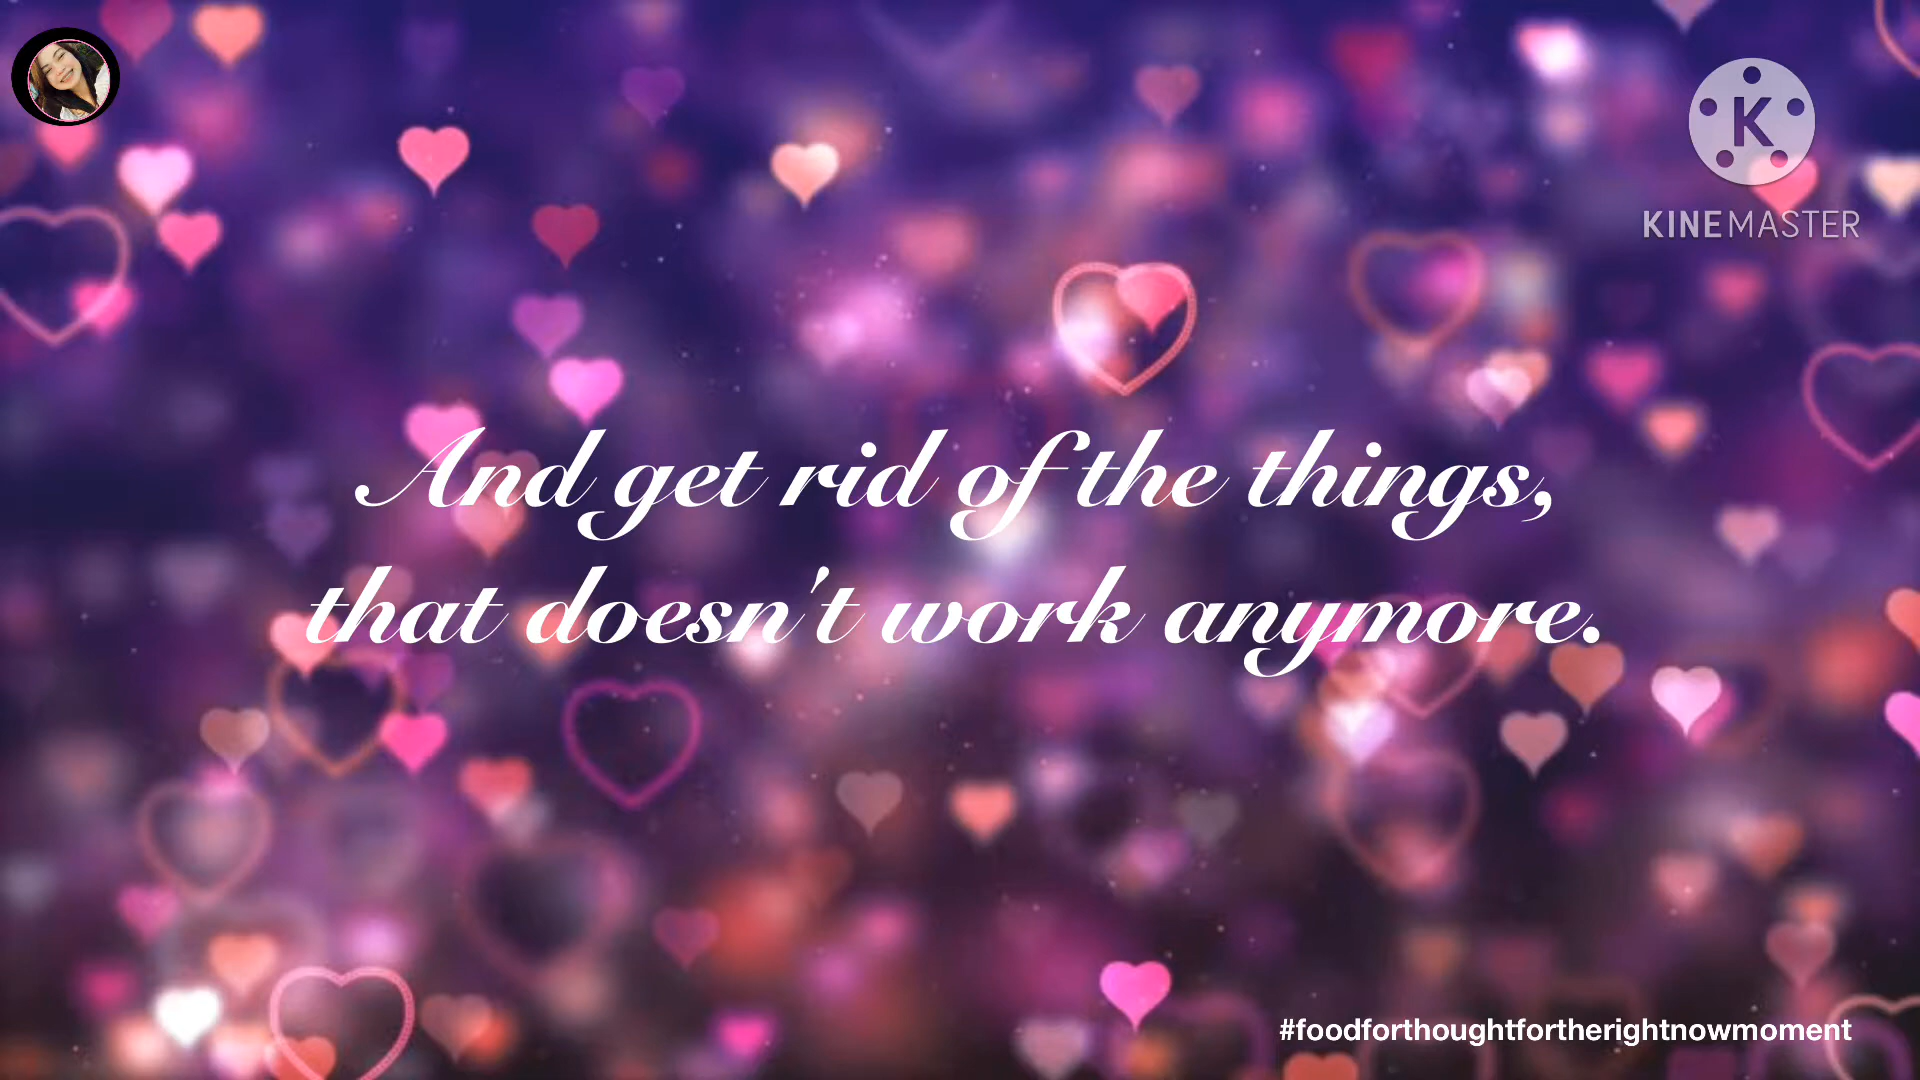 K
KINEMASTER
And get rid of the things,
that doesn't work anymore.
#foodforthoughtfortherightnowmoment